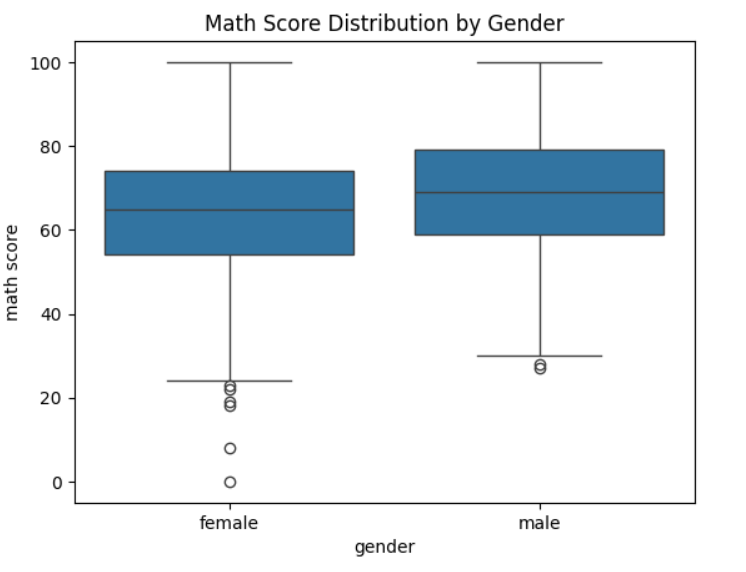 Math Score Distribution by Gender
100
80
60
40
20
0
math score
female male
gender